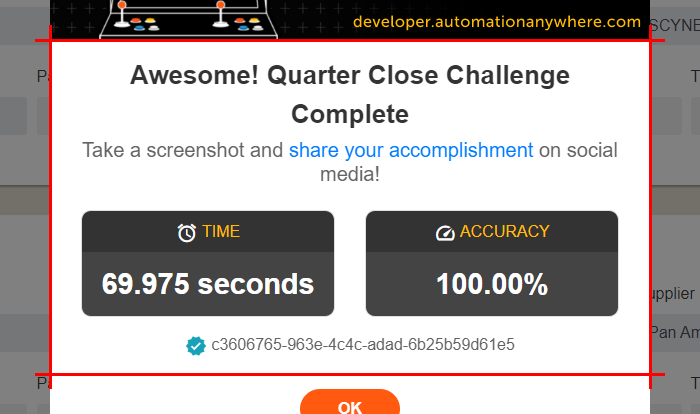 developer.automationanywhere.com
SCYNE
Awesome! Quarter Close Challenge
Complete
Take a screenshot and share your accomplishment on social
media!
TIME
ACCURACY
69.975 seconds
100.00%
c3606765-963e-4c4c-adad-6b25b59d61e5
Pan Am
OK